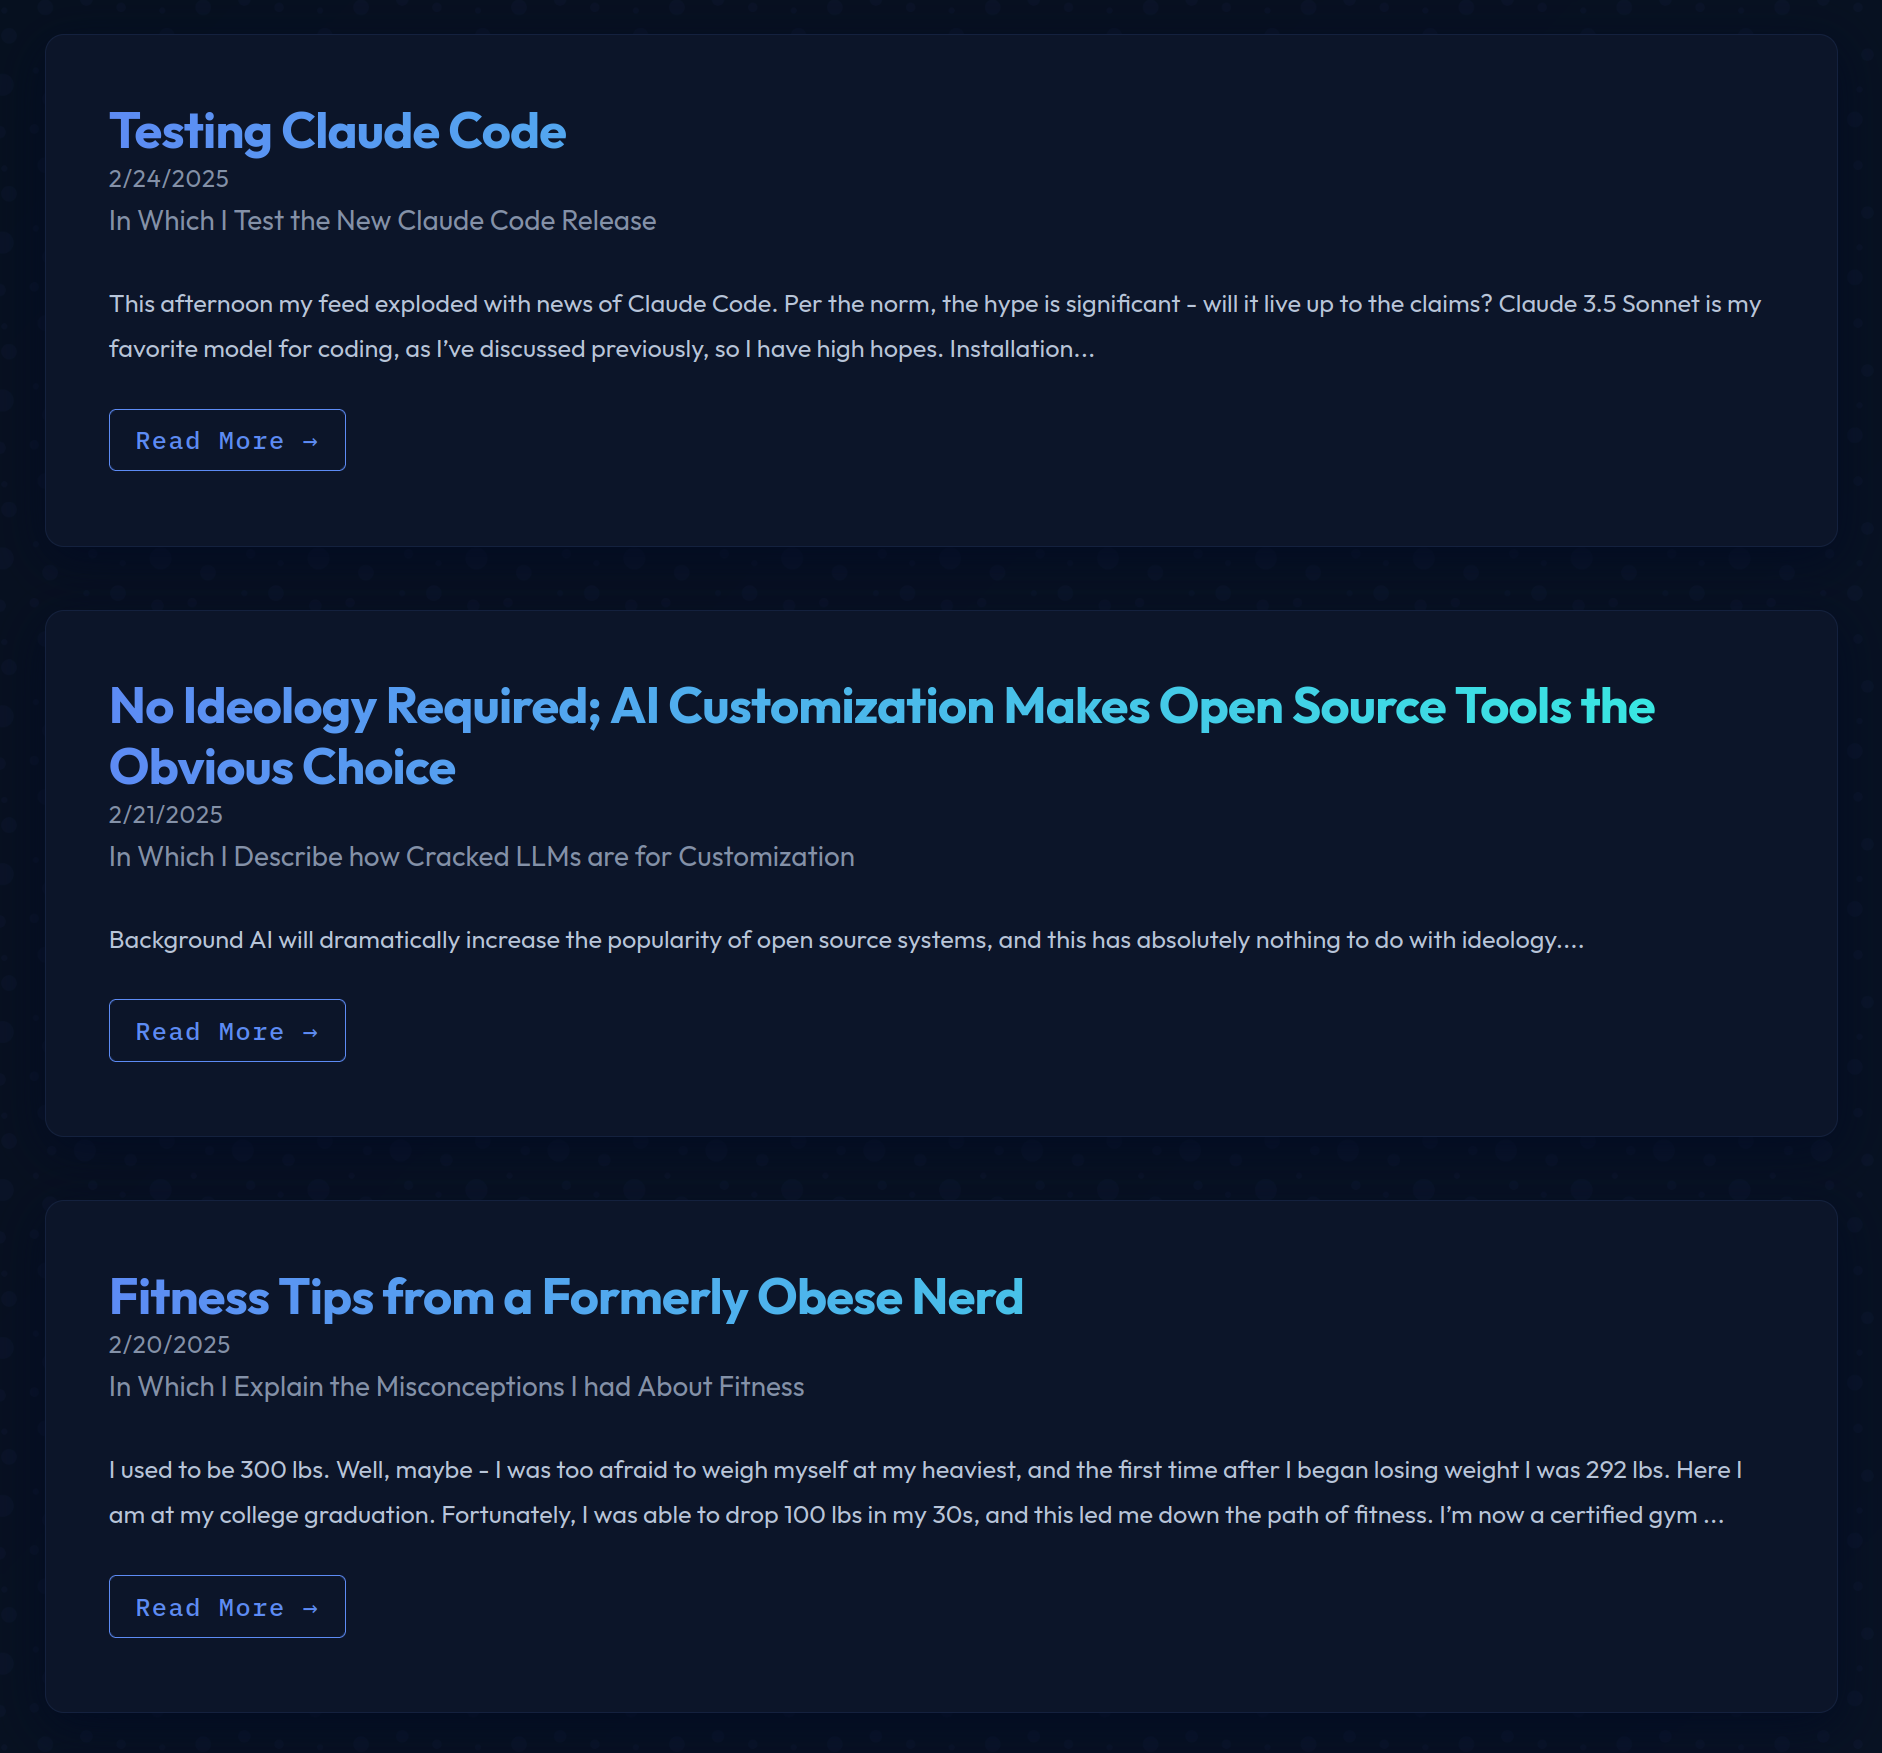 Testing Claude Code
2/24/2025
In Which I Test the New Claude Code Release
This afternoon my feed exploded with news of Claude Code. Per the norm, the hype is significant - will it live up to the claims? Claude 3.5 Sonnet is my
favorite model for coding, as I’ve discussed previously, so I have high hopes. Installation...
Read More →
No Ideology Required; AI Customization Makes Open Source Tools the
Obvious Choice
2/21/2025
In Which I Describe how Cracked LLMs are for Customization
Background AI will dramatically increase the popularity of open source systems, and this has absolutely nothing to do with ideology....
Read More →
Fitness Tips from a Formerly Obese Nerd
2/20/2025
In Which I Explain the Misconceptions I had About Fitness
I used to be 300 lbs. Well, maybe - I was too afraid to weigh myself at my heaviest, and the first time after I began losing weight I was 292 lbs. Here I
am at my college graduation. Fortunately, I was able to drop 100 lbs in my 30s, and this led me down the path of fitness. I’m now a certified gym ...
Read More →